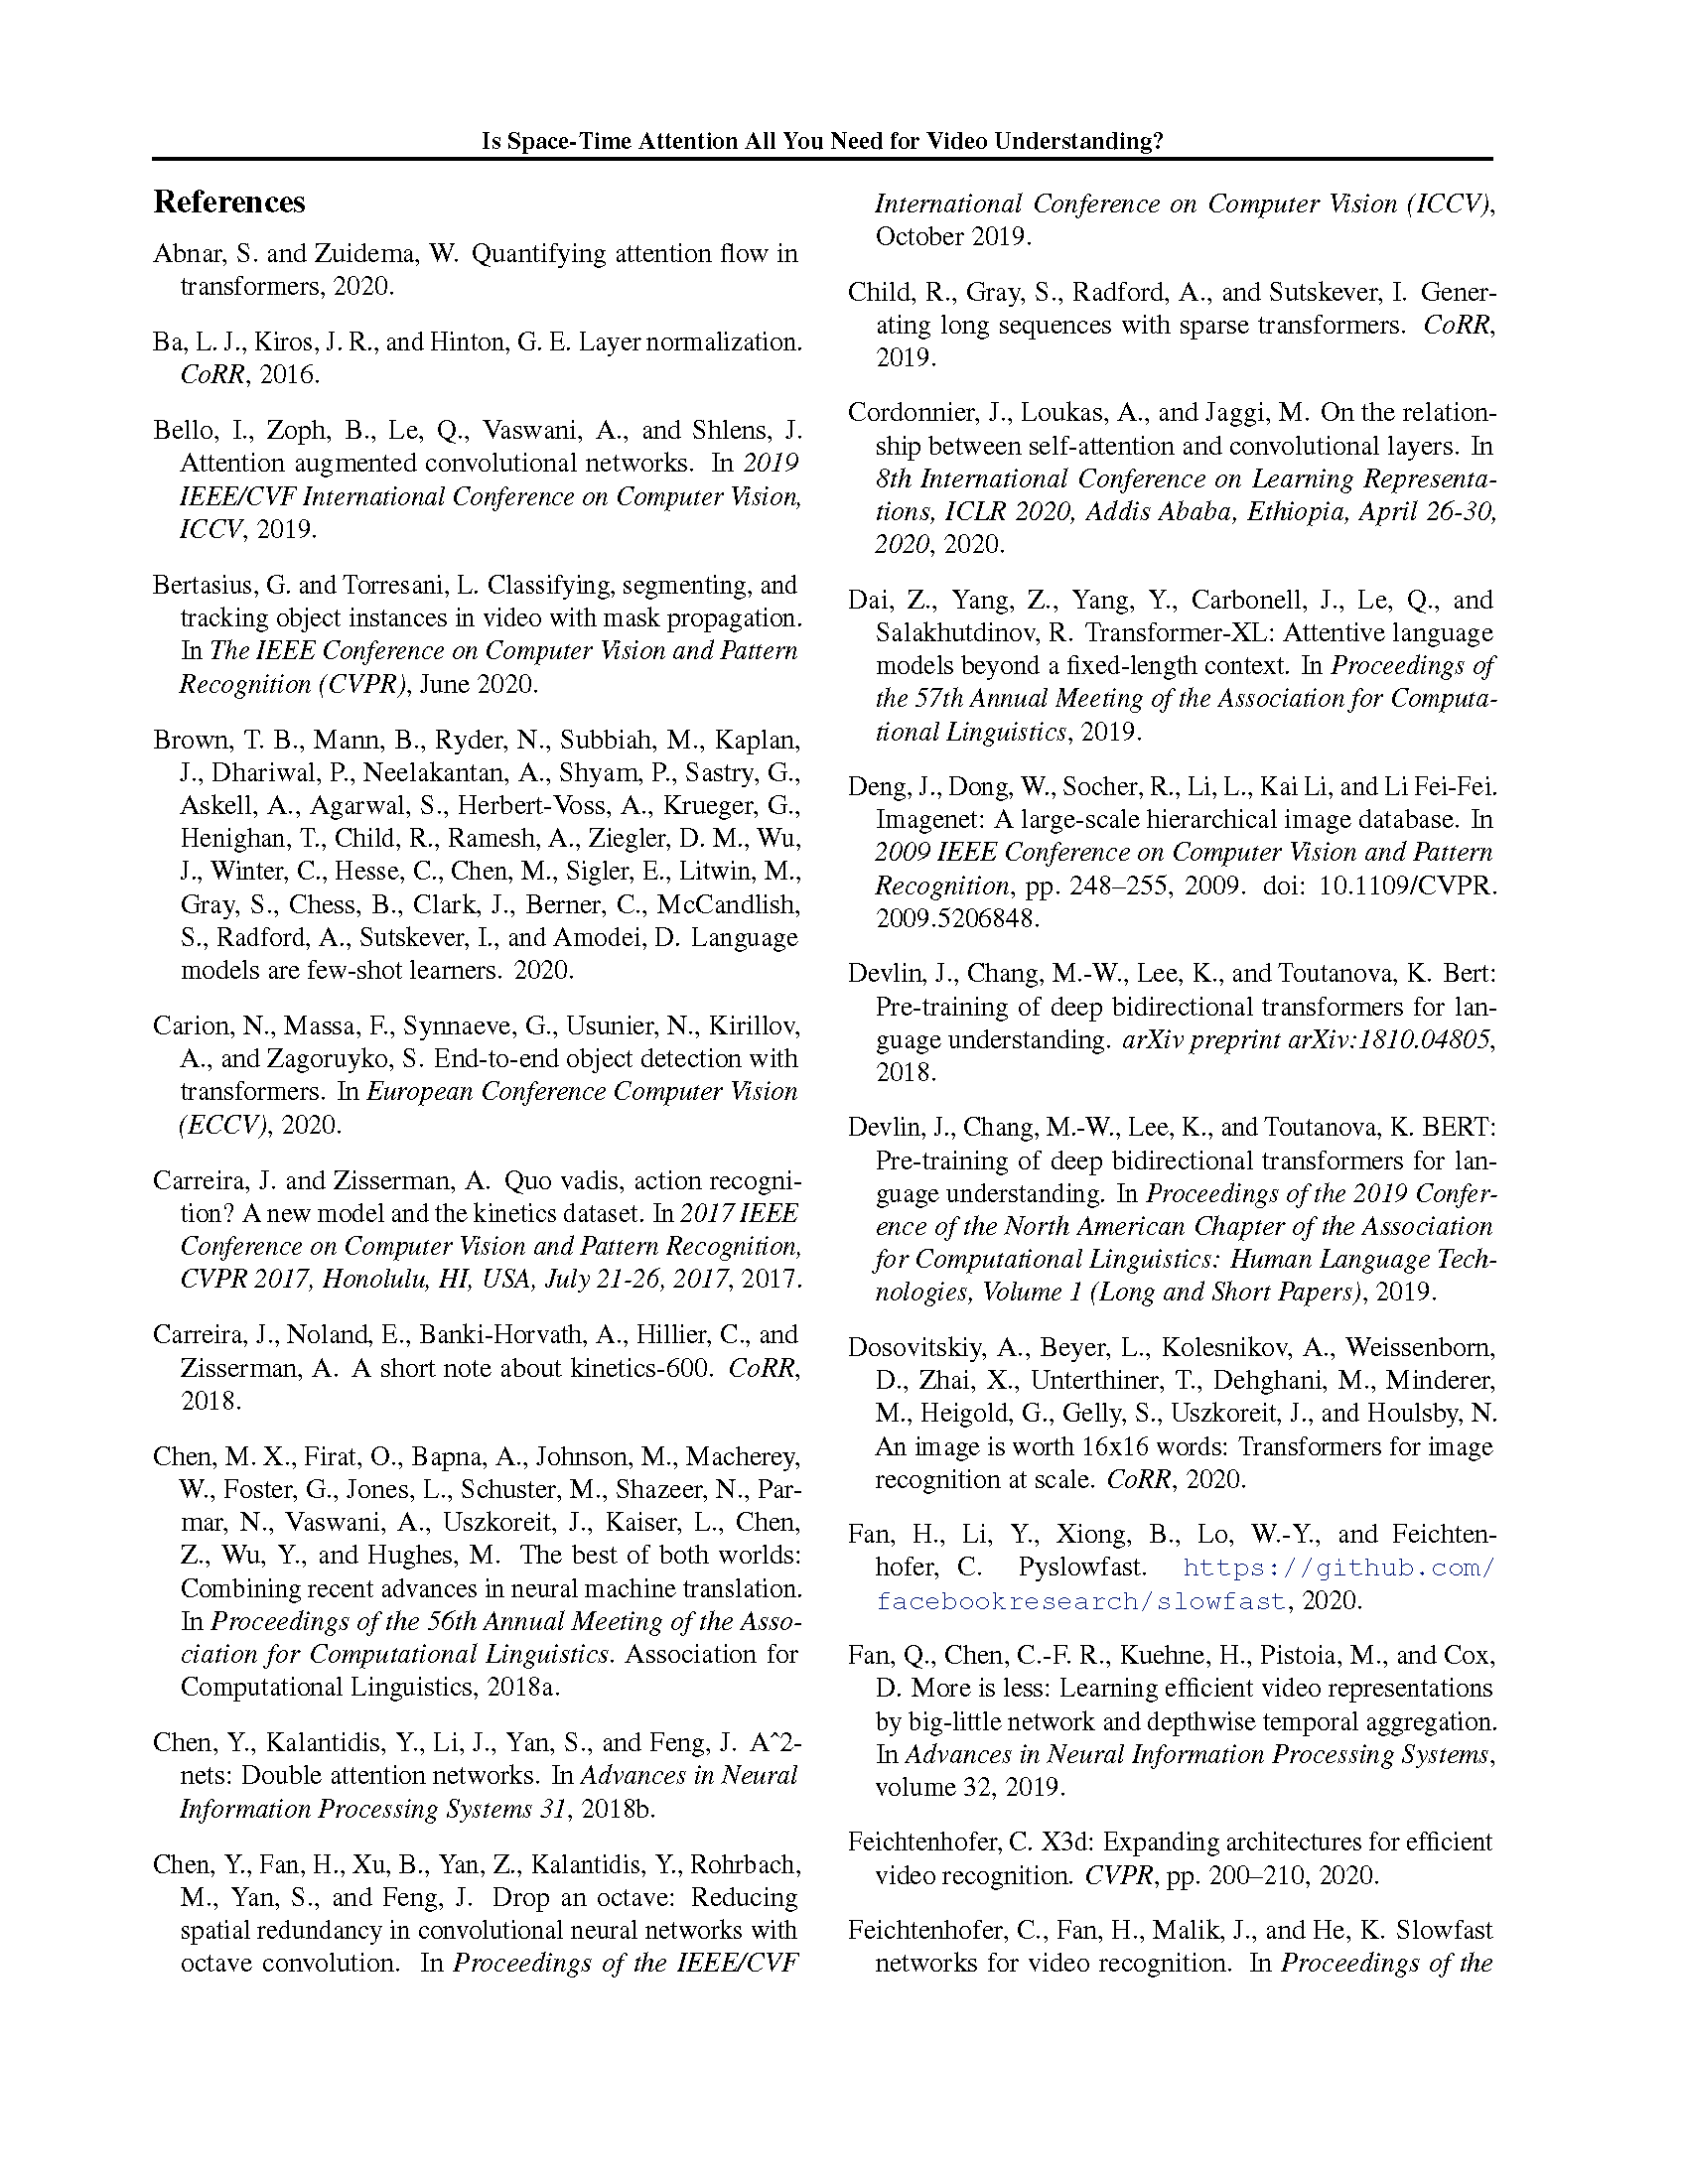 Is Space-Time Attention All You Need for Video Understanding?
References
Abnar, S. and Zuidema, W. Quantifying attention flow in
transformers, 2020.
Ba, L. J., Kiros, J. R., and Hinton, G. E. Layer normalization.
CoRR, 2016.
Bello, I., Zoph, B., Le, Q., Vaswani, A., and Shlens, J.
Attention augmented convolutional networks. In 2019
IEEE/CVF International Conference on Computer Vision,
ICCV, 2019.
Bertasius, G. and Torresani, L. Classifying, segmenting, and
tracking object instances in video with mask propagation.
In The IEEE Conference on Computer Vision and Pattern
Recognition (CVPR), June 2020.
Brown, T. B., Mann, B., Ryder, N., Subbiah, M., Kaplan,
J., Dhariwal, P., Neelakantan, A., Shyam, P., Sastry, G.,
Askell, A., Agarwal, S., Herbert-Voss, A., Krueger, G.,
Henighan, T., Child, R., Ramesh, A., Ziegler, D. M., Wu,
J., Winter, C., Hesse, C., Chen, M., Sigler, E., Litwin, M.,
Gray, S., Chess, B., Clark, J., Berner, C., McCandlish,
S., Radford, A., Sutskever, I., and Amodei, D. Language
models are few-shot learners. 2020.
Carion, N., Massa, F., Synnaeve, G., Usunier, N., Kirillov,
A., and Zagoruyko, S. End-to-end object detection with
transformers. In European Conference Computer Vision
(ECCV), 2020.
Carreira, J. and Zisserman, A. Quo vadis, action recogni-
tion? A new model and the kinetics dataset. In 2017 IEEE
Conference on Computer Vision and Pattern Recognition,
CVPR 2017, Honolulu, HI, USA, July 21-26, 2017, 2017.
Carreira, J., Noland, E., Banki-Horvath, A., Hillier, C., and
Zisserman, A. A short note about kinetics-600. CoRR,
2018.
Chen, M. X., Firat, O., Bapna, A., Johnson, M., Macherey,
W., Foster, G., Jones, L., Schuster, M., Shazeer, N., Par-
mar, N., Vaswani, A., Uszkoreit, J., Kaiser, L., Chen,
Z., Wu, Y., and Hughes, M. The best of both worlds:
Combining recent advances in neural machine translation.
In Proceedings of the 56th Annual Meeting of the Asso-
ciation for Computational Linguistics. Association for
Computational Linguistics, 2018a.
Chen, Y., Kalantidis, Y., Li, J., Yan, S., and Feng, J. A^2-
nets: Double attention networks. In Advances in Neural
Information Processing Systems 31, 2018b.
Chen, Y., Fan, H., Xu, B., Yan, Z., Kalantidis, Y., Rohrbach,
M., Yan, S., and Feng, J. Drop an octave: Reducing
spatial redundancy in convolutional neural networks with
octave convolution. In Proceedings of the IEEE/CVF
International Conference on Computer Vision (ICCV),
October 2019.
Child, R., Gray, S., Radford, A., and Sutskever, I. Gener-
ating long sequences with sparse transformers. CoRR,
2019.
Cordonnier, J., Loukas, A., and Jaggi, M. On the relation-
ship between self-attention and convolutional layers. In
8th International Conference on Learning Representa-
tions, ICLR 2020, Addis Ababa, Ethiopia, April 26-30,
2020, 2020.
Dai, Z., Yang, Z., Yang, Y., Carbonell, J., Le, Q., and
Salakhutdinov, R. Transformer-XL: Attentive language
models beyond a fixed-length context. In Proceedings of
the 57th Annual Meeting of the Association for Computa-
tional Linguistics, 2019.
Deng, J., Dong, W., Socher, R., Li, L., Kai Li, and Li Fei-Fei.
Imagenet: A large-scale hierarchical image database. In
2009 IEEE Conference on Computer Vision and Pattern
Recognition, pp. 248–255, 2009. doi: 10.1109/CVPR.
2009.5206848.
Devlin, J., Chang, M.-W., Lee, K., and Toutanova, K. Bert:
Pre-training of deep bidirectional transformers for lan-
guage understanding. arXiv preprint arXiv:1810.04805,
2018.
Devlin, J., Chang, M.-W., Lee, K., and Toutanova, K. BERT:
Pre-training of deep bidirectional transformers for lan-
guage understanding. In Proceedings of the 2019 Confer-
ence of the North American Chapter of the Association
for Computational Linguistics: Human Language Tech-
nologies, Volume 1 (Long and Short Papers), 2019.
Dosovitskiy, A., Beyer, L., Kolesnikov, A., Weissenborn,
D., Zhai, X., Unterthiner, T., Dehghani, M., Minderer,
M., Heigold, G., Gelly, S., Uszkoreit, J., and Houlsby, N.
An image is worth 16x16 words: Transformers for image
recognition at scale. CoRR, 2020.
Fan, H., Li, Y., Xiong, B., Lo, W.-Y., and Feichten-
hofer, C. Pyslowfast. https://github.com/
facebookresearch/slowfast, 2020.
Fan, Q., Chen, C.-F. R., Kuehne, H., Pistoia, M., and Cox,
D. More is less: Learning efficient video representations
by big-little network and depthwise temporal aggregation.
In Advances in Neural Information Processing Systems,
volume 32, 2019.
Feichtenhofer, C. X3d: Expanding architectures for efficient
video recognition. CVPR, pp. 200–210, 2020.
Feichtenhofer, C., Fan, H., Malik, J., and He, K. Slowfast
networks for video recognition. In Proceedings of the